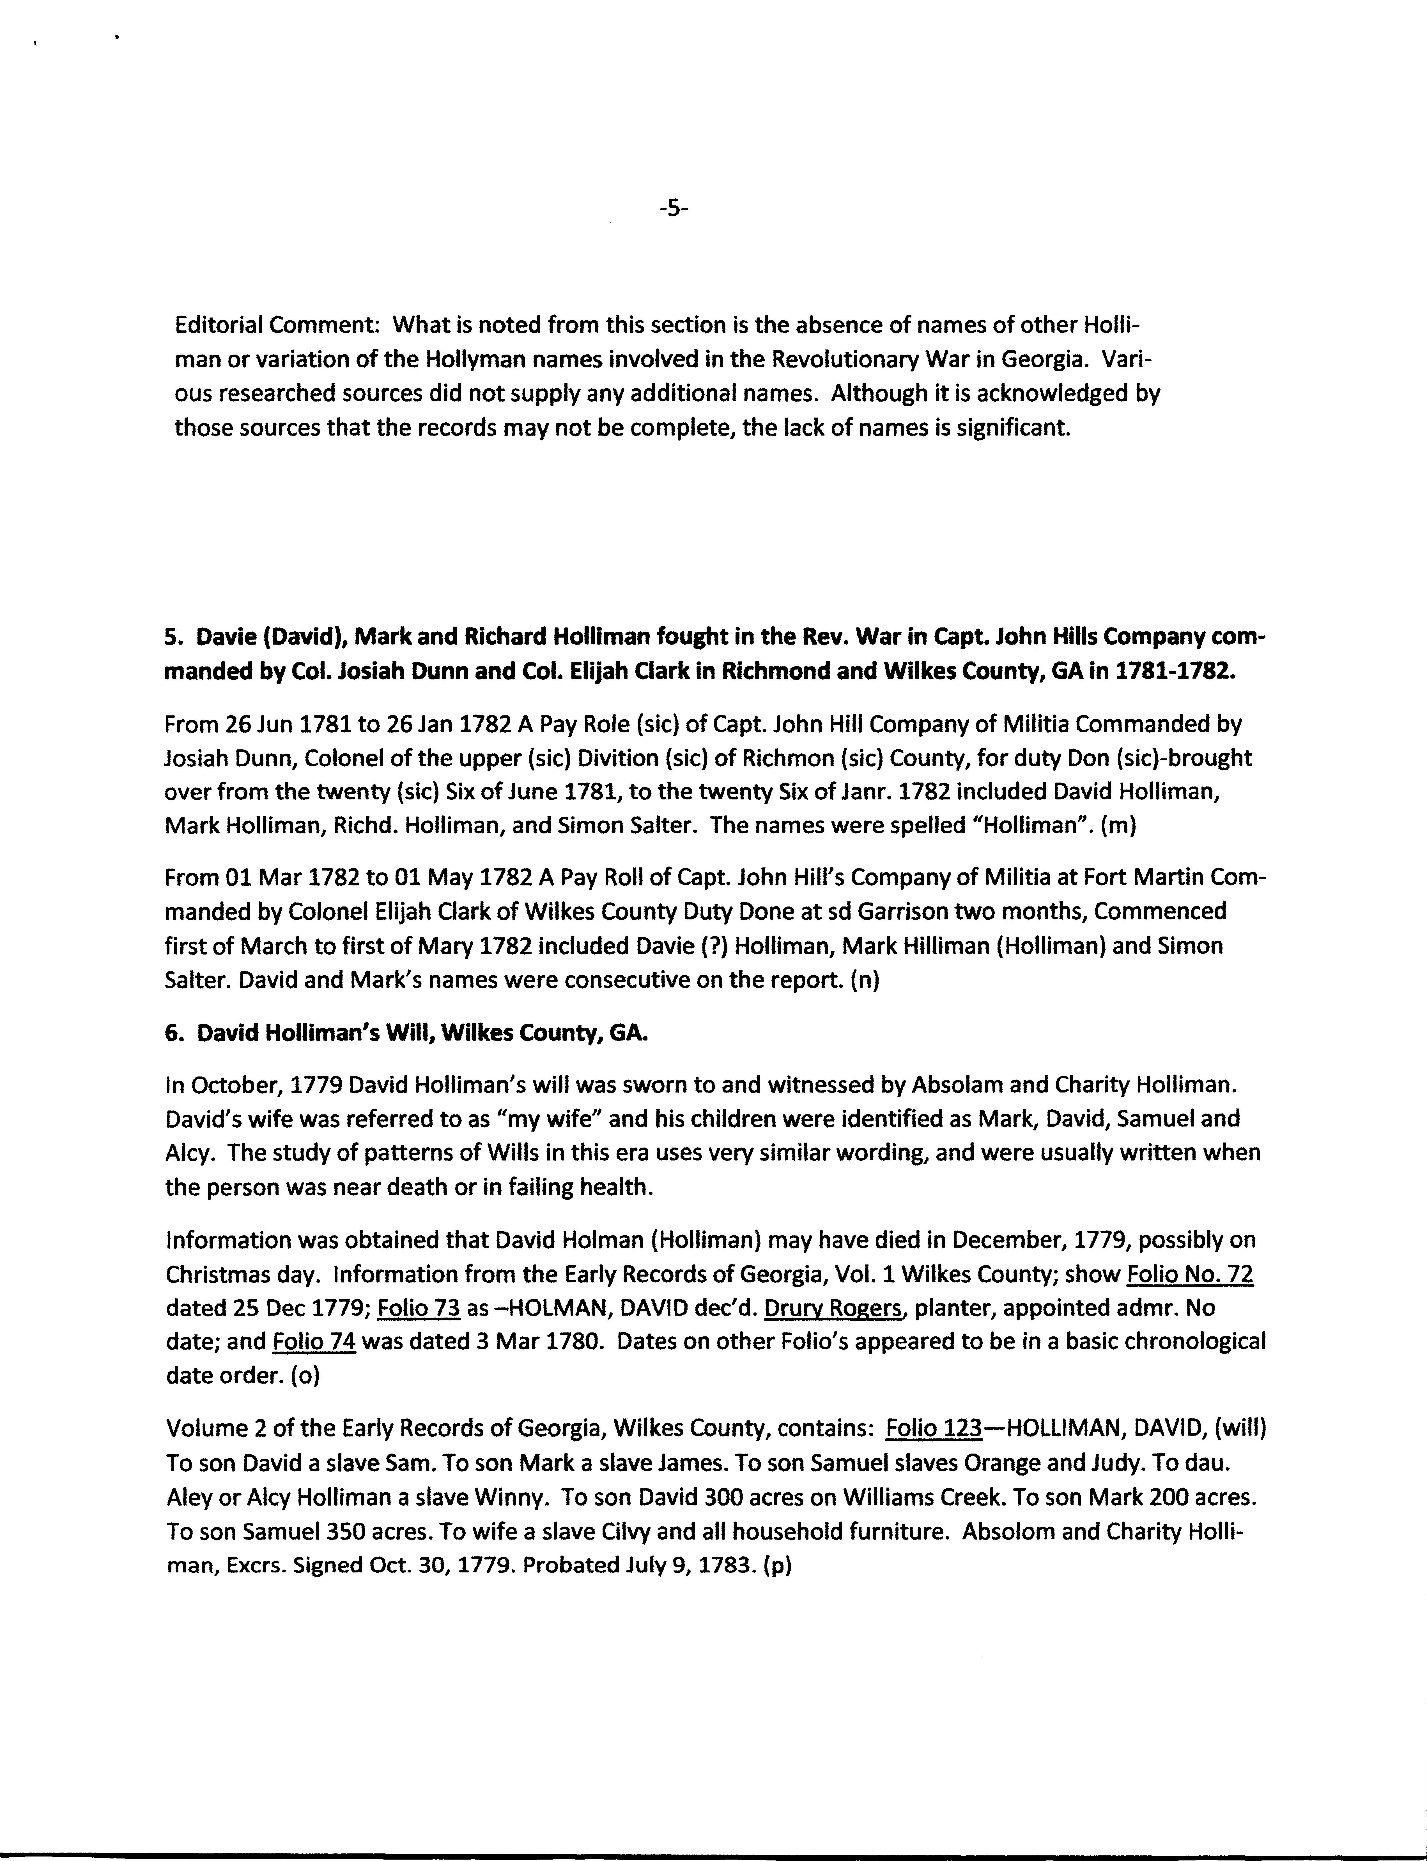 -5-
Editorial Comment:  What is noted from this section is the absence of names of other Holli-
man or variation of the Hollyman names involved in the Revolutionary War in Georgia.  Vari-
ous researched sources did not supply any additional names.  Although it is acknowledged by
those sources that the records may not be complete, the lack of names is significant.
5.  Davie (David), Mark and Richard Holliman fought in the Rev. War in Capt. John Hills Company com-
manded by Col. Josiah Dunn and Col. Elijah Clark in Richmond and Wilkes County, GA in 1781-1782.
From 26 Jun 1781 to 26 Jan 1782 A Pay Role (sic) of Capt. John Hill Company of Militia Commanded by
Josiah Dunn, Colonel of the upper (sic) Divition (sic) of Richmon (sic) County, for duty Don (sic)-brought
over from the twenty (sic) Six of June 1781, to the twenty Six of Janr. 1782 included David Holliman,
Mark Holliman, Richd. Holliman, and Simon Salter.  The names were spelled "Holliman". (m)
From 01 Mar 1782 to 01 May 1782 A Pay Roll of Capt. John Hill's Company of Militia at Fort Martin Com-
manded by Colonel Elijah Clark of Wilkes County Duty Done at sd Garrison two months, Commenced
first of March to first of Mary 1782 included Davie (?) Holliman, Mark Hilliman (Holliman) and Simon
Salter. David and Mark's names were consecutive on the report. (n)
6.  David Holliman's Will, Wilkes County, GA.
In October, 1779 David Holliman's will was sworn to and witnessed by Absolam and Charity Holliman.
David's wife was referred to as "my wife" and his children were identified as Mark, David, Samuel and
Alcy.  The study of patterns of Wills in this era uses very similar wording, and were usually written when
the person was near death or in failing health.
Information was obtained that David Holman (Holliman) may have died in December, 1779, possibly on
Christmas day.  Information from the Early Records of Georgia, Vol. 1 Wilkes County; show Folio No. 72
dated 25 Dec 1779; Folio 73 as —HOLMAN, DAVID dec'd. Drury Rogers, planter, appointed admr. No
date; and Folio 74 was dated 3 Mar 1780.  Dates on other Folio's appeared to be in a basic chronological
date order. (o)
Volume 2 of the Early Records of Georgia, Wilkes County, contains:  Folio 123—HOLLIMAN, DAVID, (will)
To son David a slave Sam. To son Mark a slave James. To son Samuel slaves Orange and Judy. To dau.
Aley or Alcy Holliman a slave Winny.  To son David 300 acres on Williams Creek. To son Mark 200 acres.
To son Samuel 350 acres. To wife a slave Cilvy and all household furniture.  Absolom and Charity Holli-
man, Excrs. Signed Oct. 30, 1779. Probated July 9, 1783. (p)